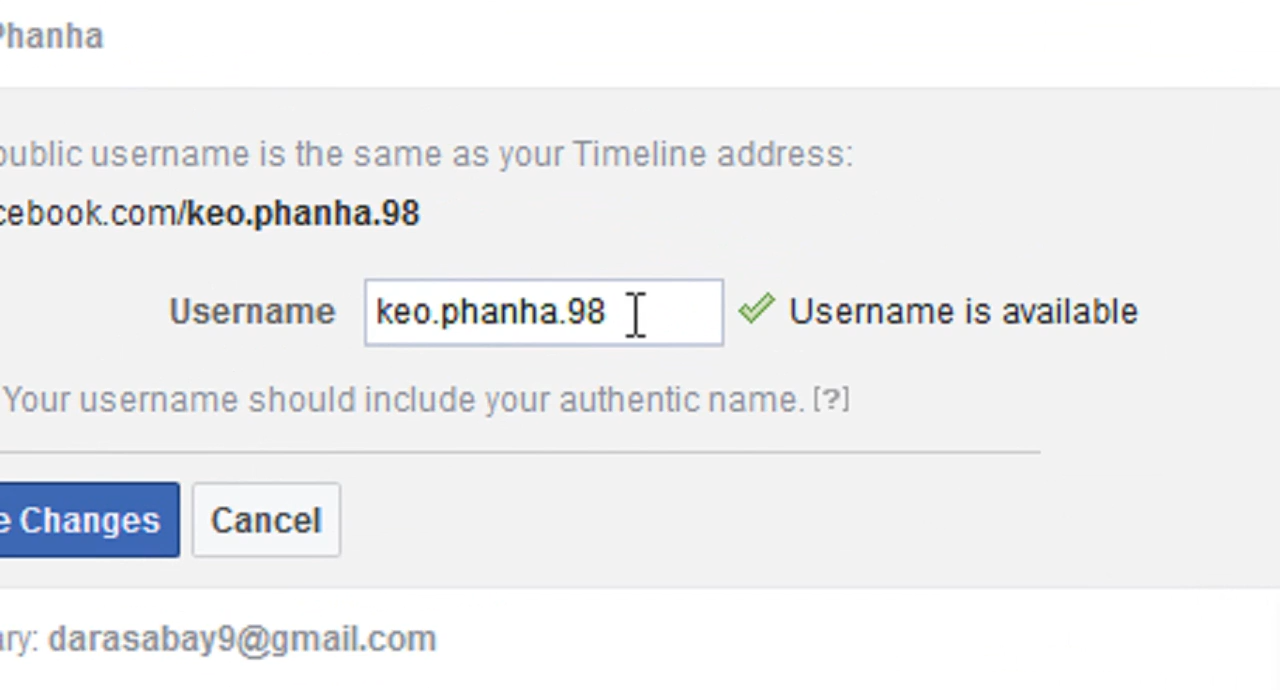 Phanha
public username is the same as your Timeline address:
cebook.com/keo.phanha.98
Username keo.phanha.98 Username is available
Your username should include your authentic name. [?]
e Changes Cancel
ary: darasabay9@gmail.com